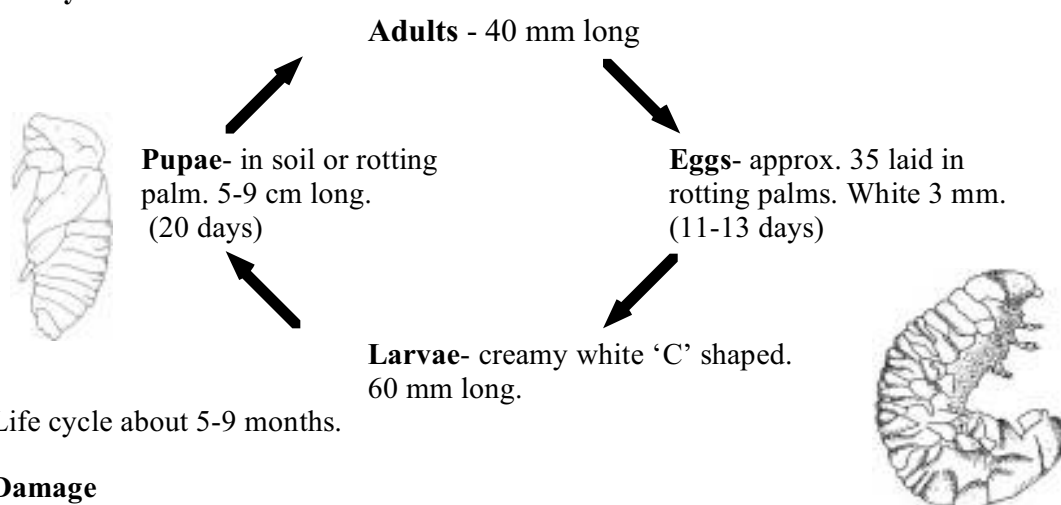 Adults - 40 mm long
Pupae- in soil or rotting
palm. 5-9 cm long.
(20 days)
Eggs- approx. 35 laid in
rotting palms. White 3 mm.
(11-13 days)
Larvae- creamy white ‘C’ shaped.
60 mm long.
Life cycle about 5-9 months.
Damage